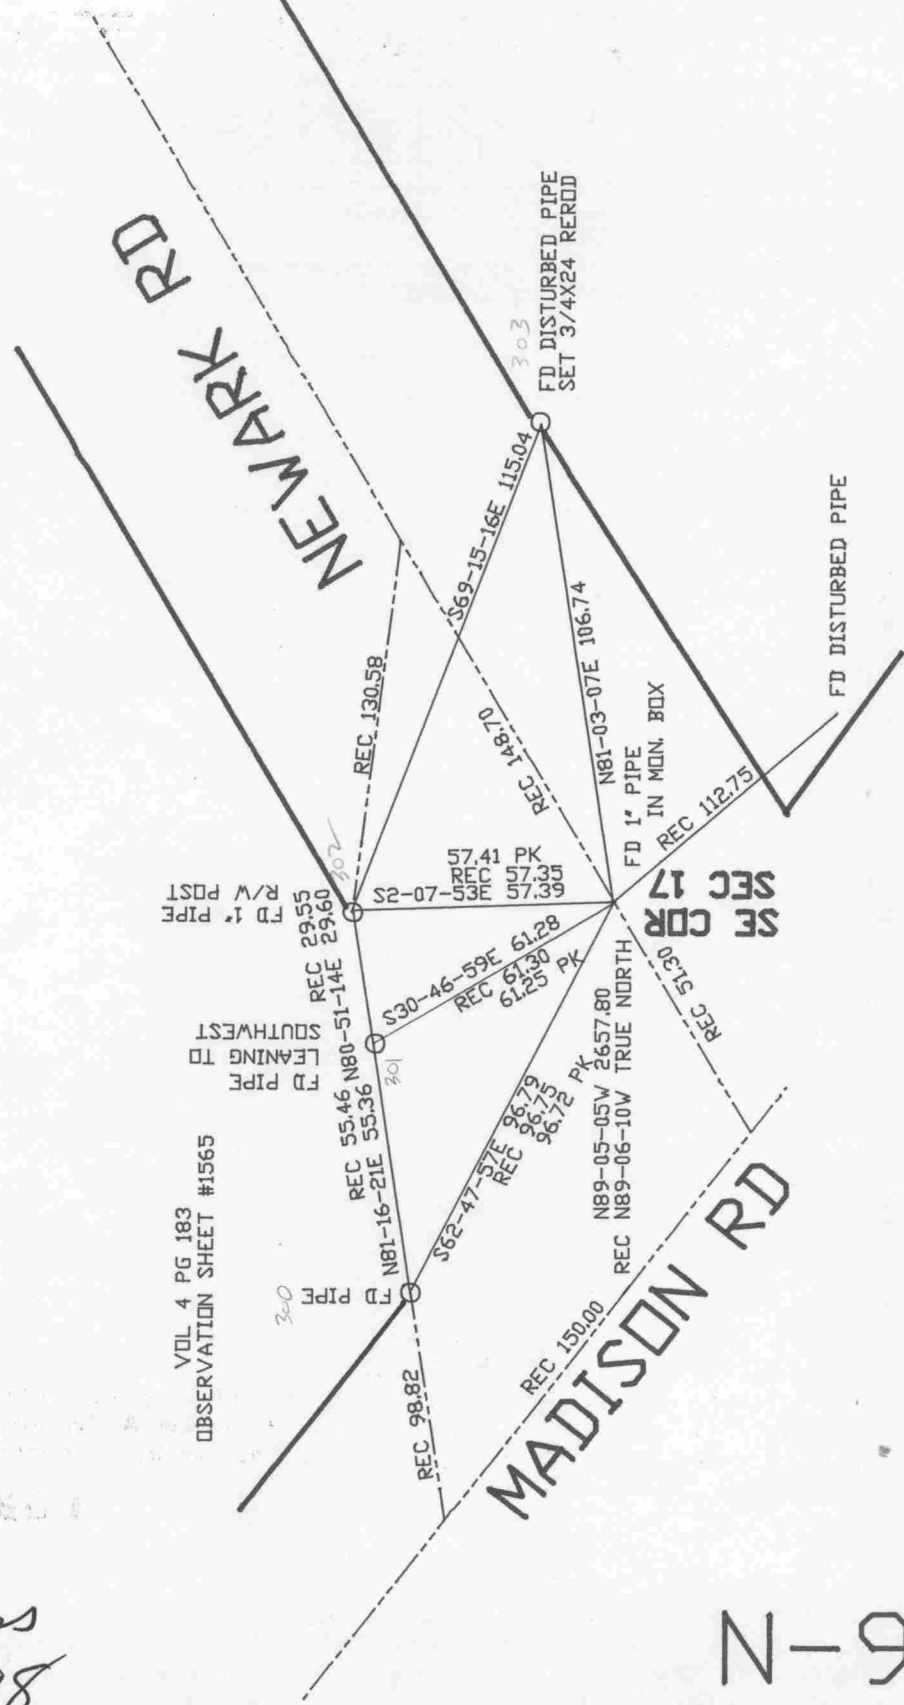 VOL 4 PG 183
OBSERVATION SHEET #1565
300
FD PIPE
REC 98.82
REC 55.46
N81-16-21E 55.36
FD PIPE
LEANING TO
SOUTHWEST
301
REC 29.55
N80-51-14E 29.60
FD 1" PIPE
R/W POST
302
NEWARK RD
REC 130.58
S69-15-16E 115.04
303
FD DISTURBED PIPE
SET 3/4X24 REROD
57.41 PK
REC 57.35
S2-07-53E 57.39
REC 148.70
N81-03-07E 106.74
S30-46-59E 61.28
REC 61.30
61.25 PK
S62-47-57E 96.79
REC 96.75
96.72 PK
FD 1" PIPE
IN MON. BOX
SE COR
SEC 17
REC 112.75
FD DISTURBED PIPE
N89-05-05W 2657.80
REC N89-06-10W TRUE NORTH
REC 51.30
REC 150.00
MADISON RD
N-9